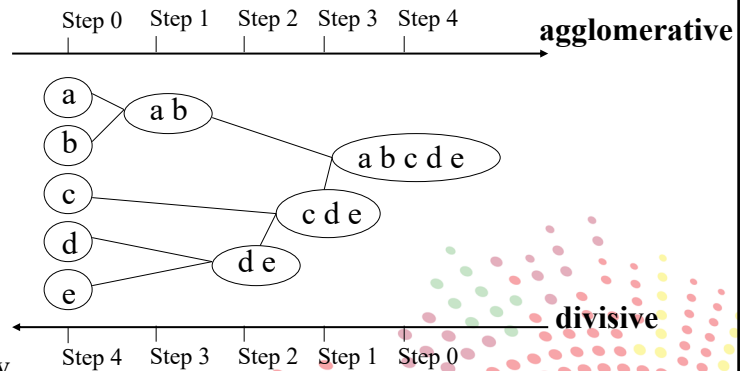 Step 0 Step 1 Step 2 Step 3 Step 4
agglomerative
a
a b
b
a b c d e
c
c d e
d
d e
e
divisive
Step 4 Step 3 Step 2 Step 1 Step 0